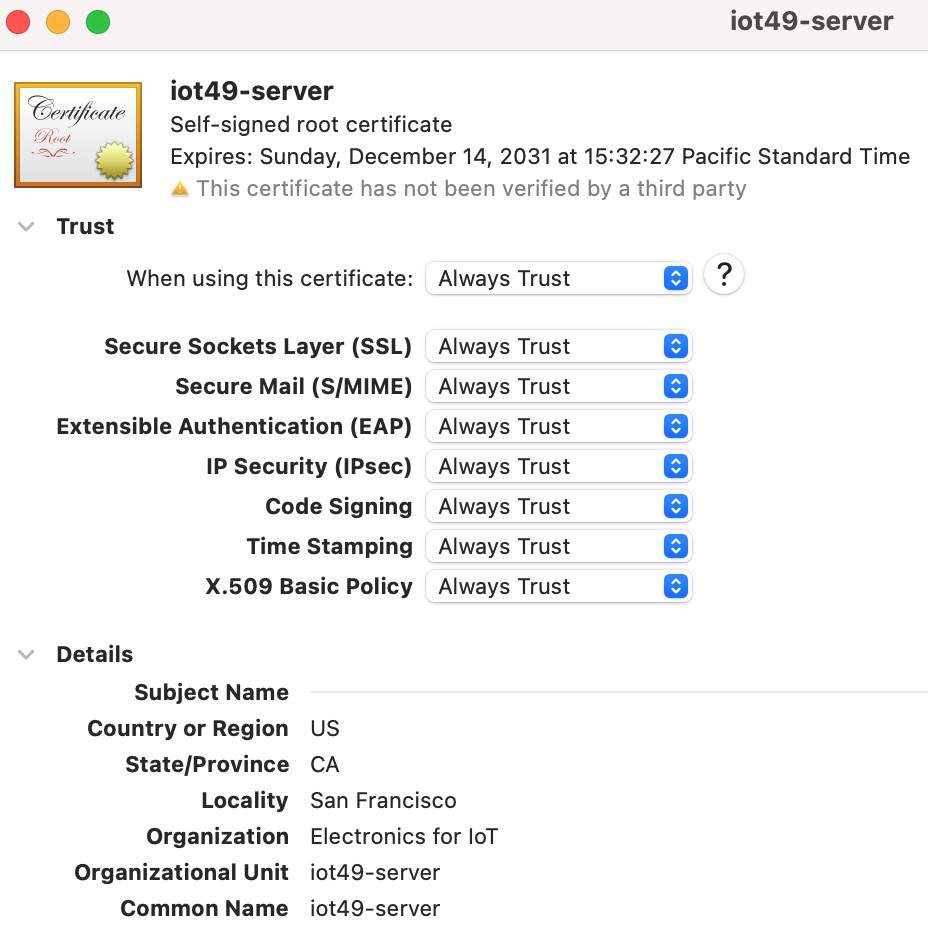 iot49-server
Certificate
Root
iot49-server
Self-signed root certificate
Expires: Sunday, December 14, 2031 at 15:32:27 Pacific Standard Time
This certificate has not been verified by a third party
Trust
When using this certificate: Always Trust ?
Secure Sockets Layer (SSL) Always Trust
Secure Mail (S/MIME) Always Trust
Extensible Authentication (EAP) Always Trust
IP Security (IPsec) Always Trust
Code Signing Always Trust
Time Stamping Always Trust
X.509 Basic Policy Always Trust
Details
Subject Name
Country or Region US
State/Province CA
Locality San Francisco
Organization Electronics for IoT
Organizational Unit iot49-server
Common Name iot49-server